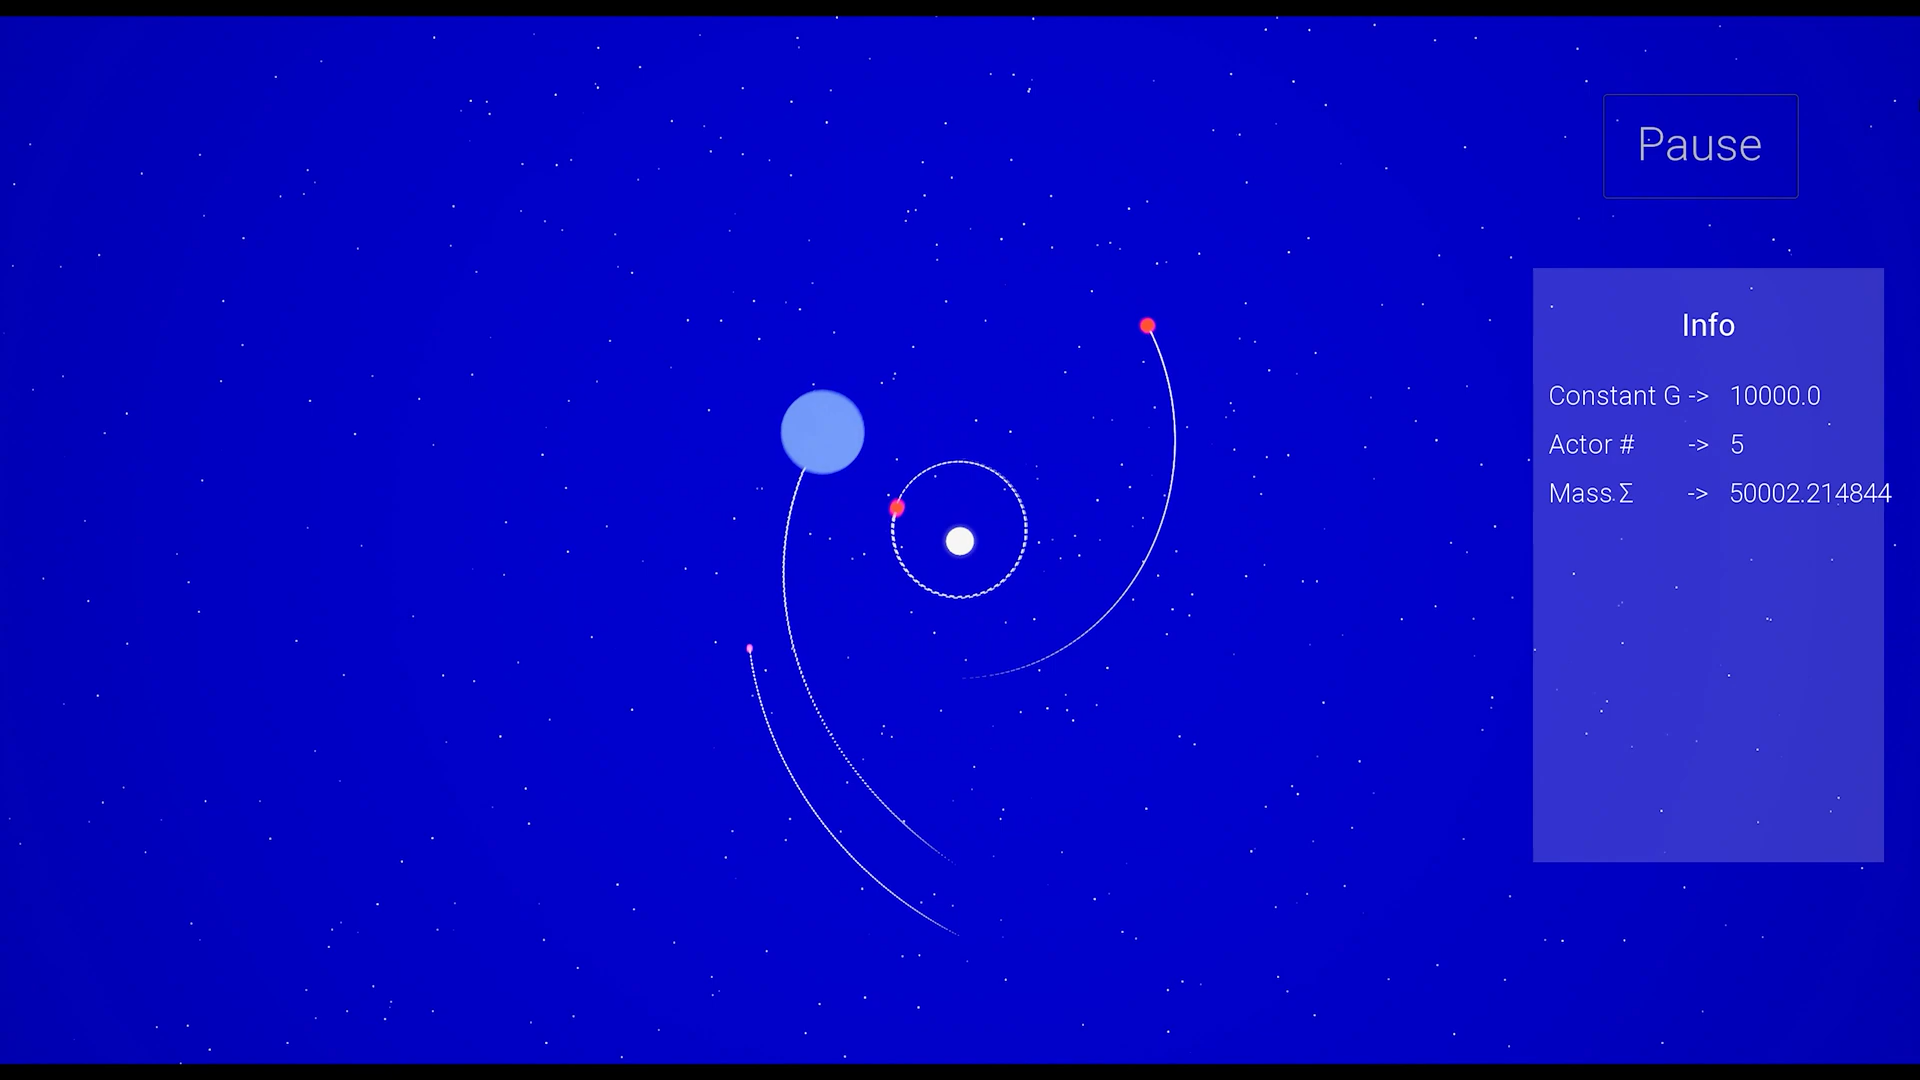 Pause
Info
Constant G -> 10000.0
Actor # -> 5
Mass Σ -> 50002.214844